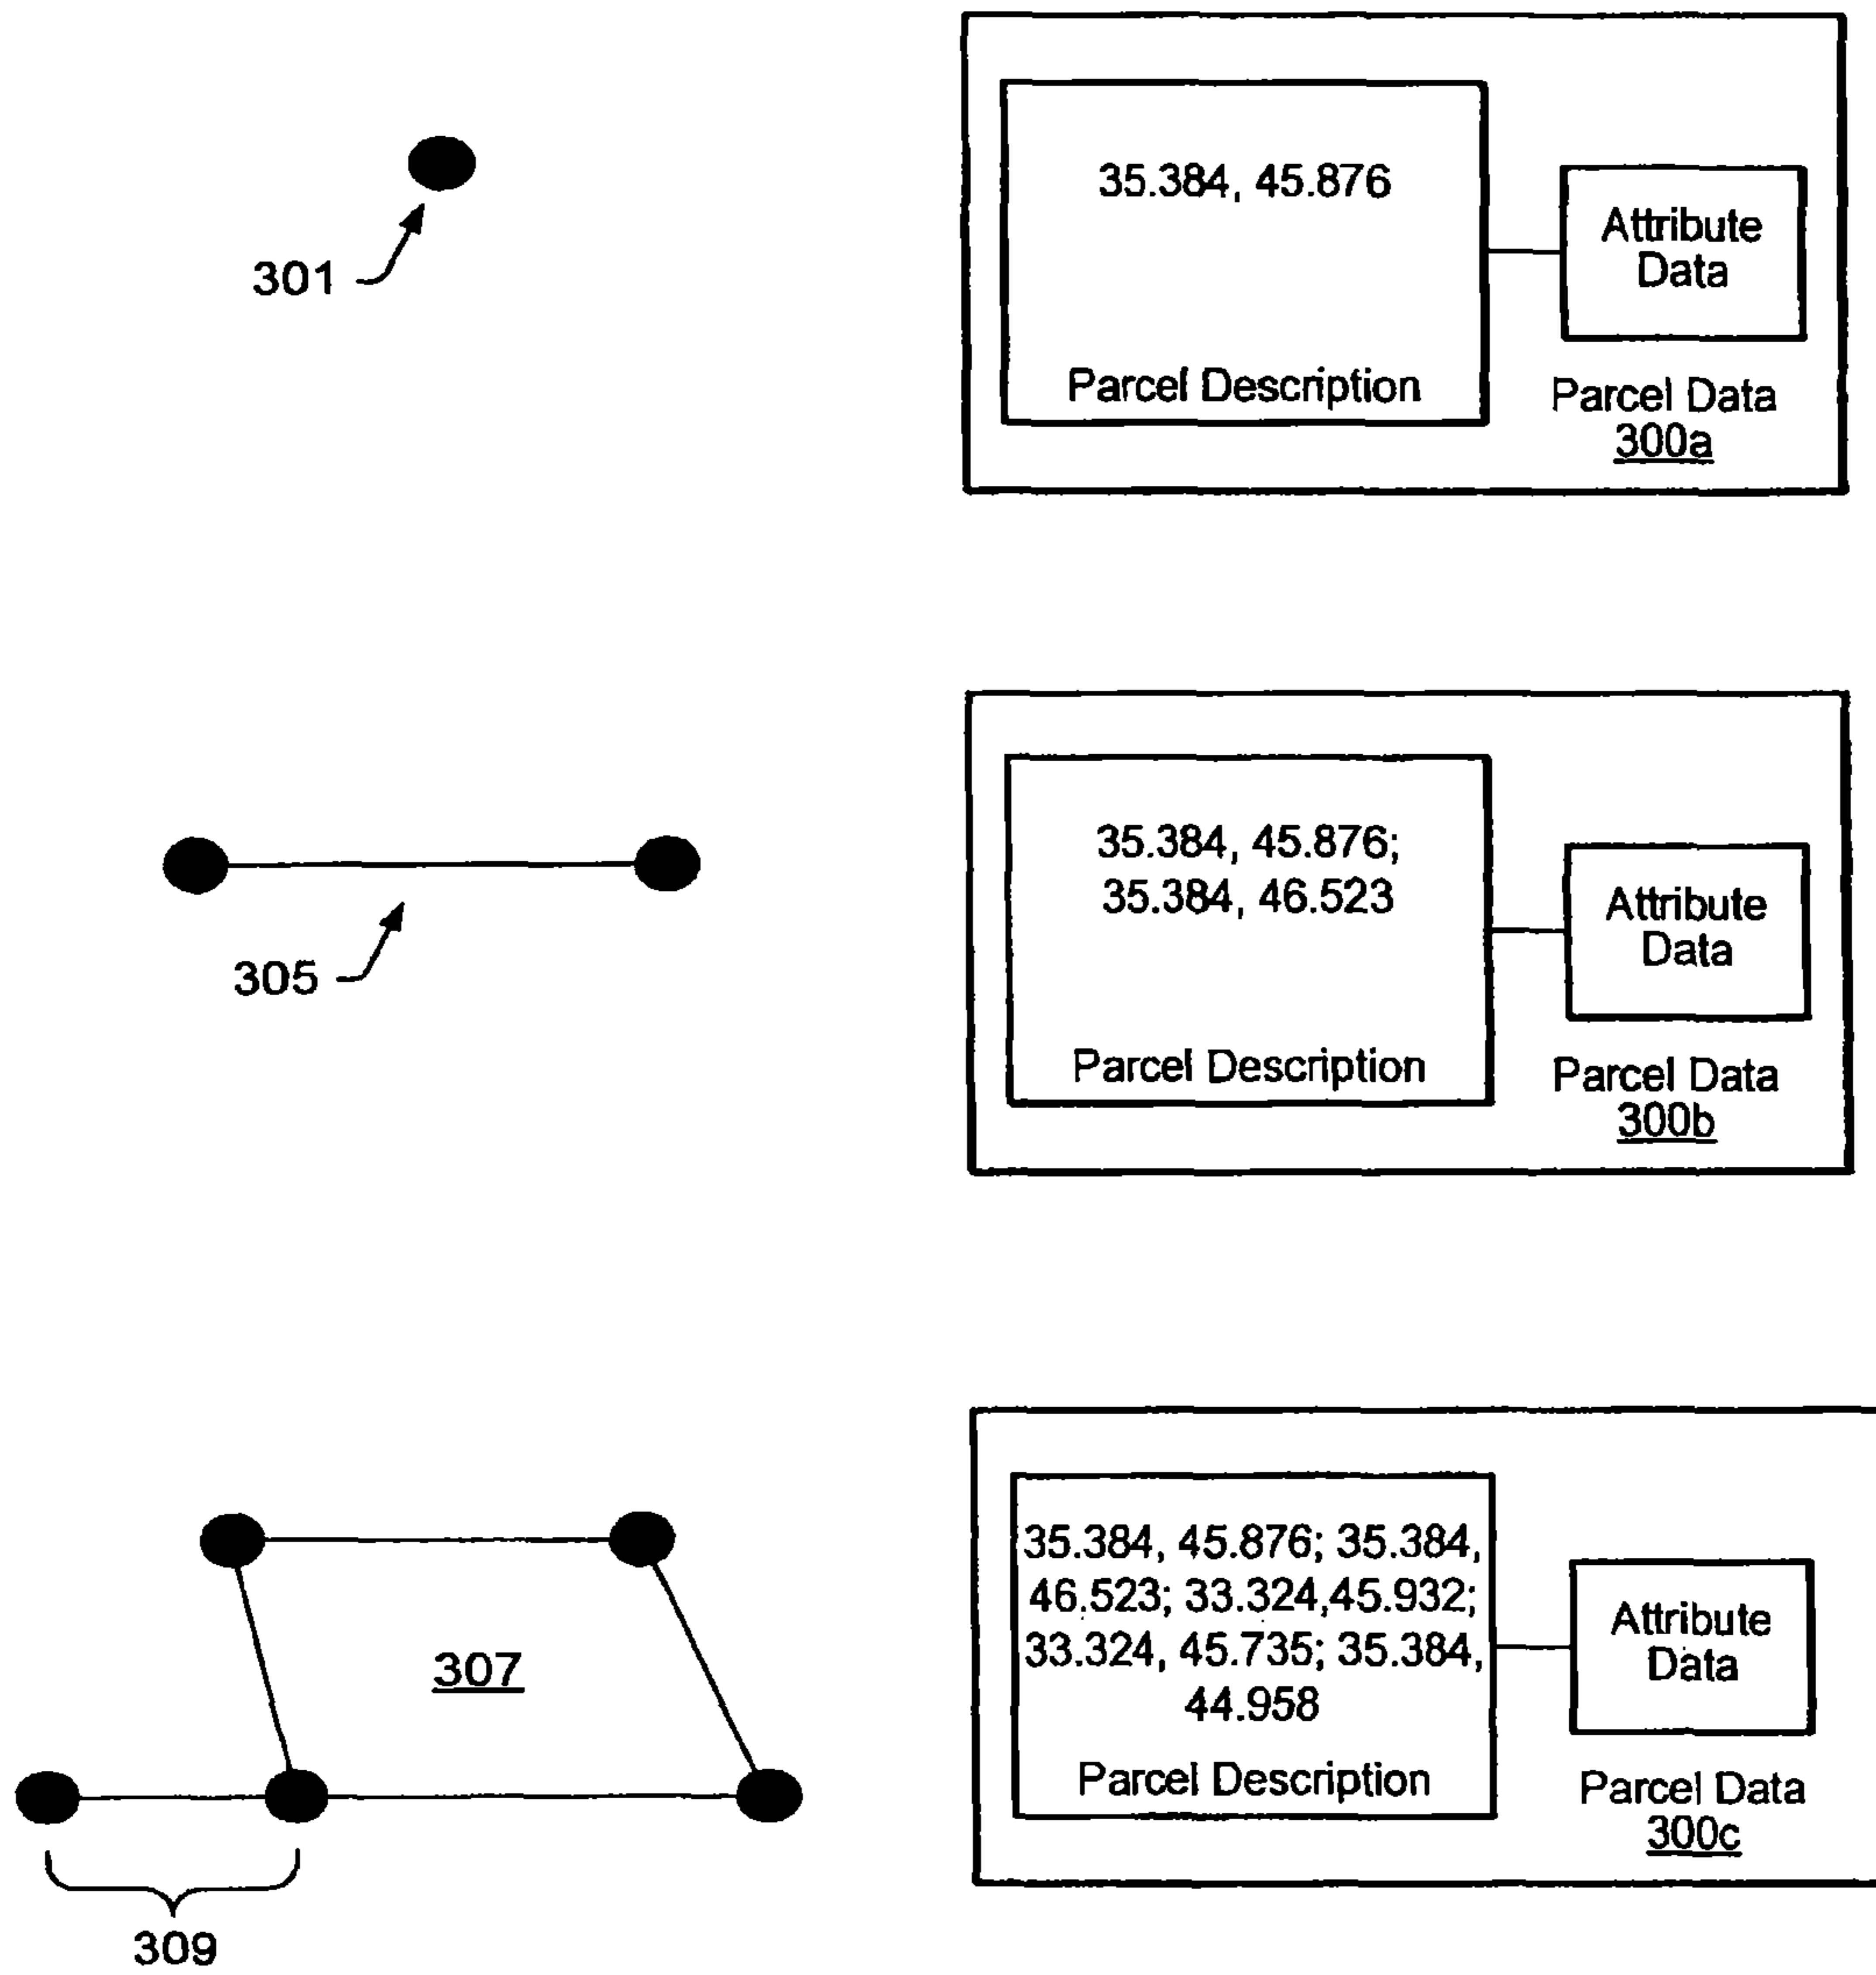 301
35.384, 45.876
Parcel Description
Attribute
Data
Parcel Data
300a
305
35.384, 45.876;
35.384, 46.523
Parcel Description
Attribute
Data
Parcel Data
300b
307
309
35.384, 45.876; 35.384,
46.523; 33.324,45.932;
33.324, 45.735; 35.384,
44.958
Parcel Description
Attribute
Data
Parcel Data
300c